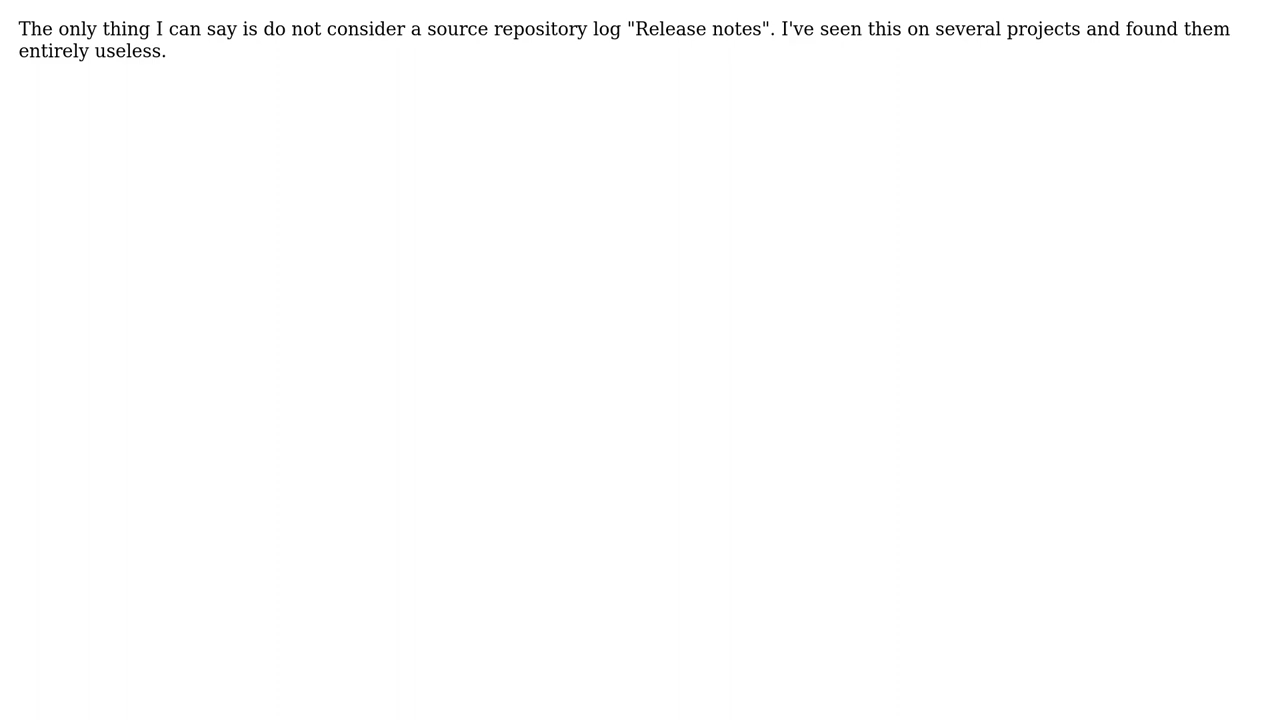 The only thing I can say is do not consider a source repository log "Release notes". I've seen this on several projects and found them
entirely useless.